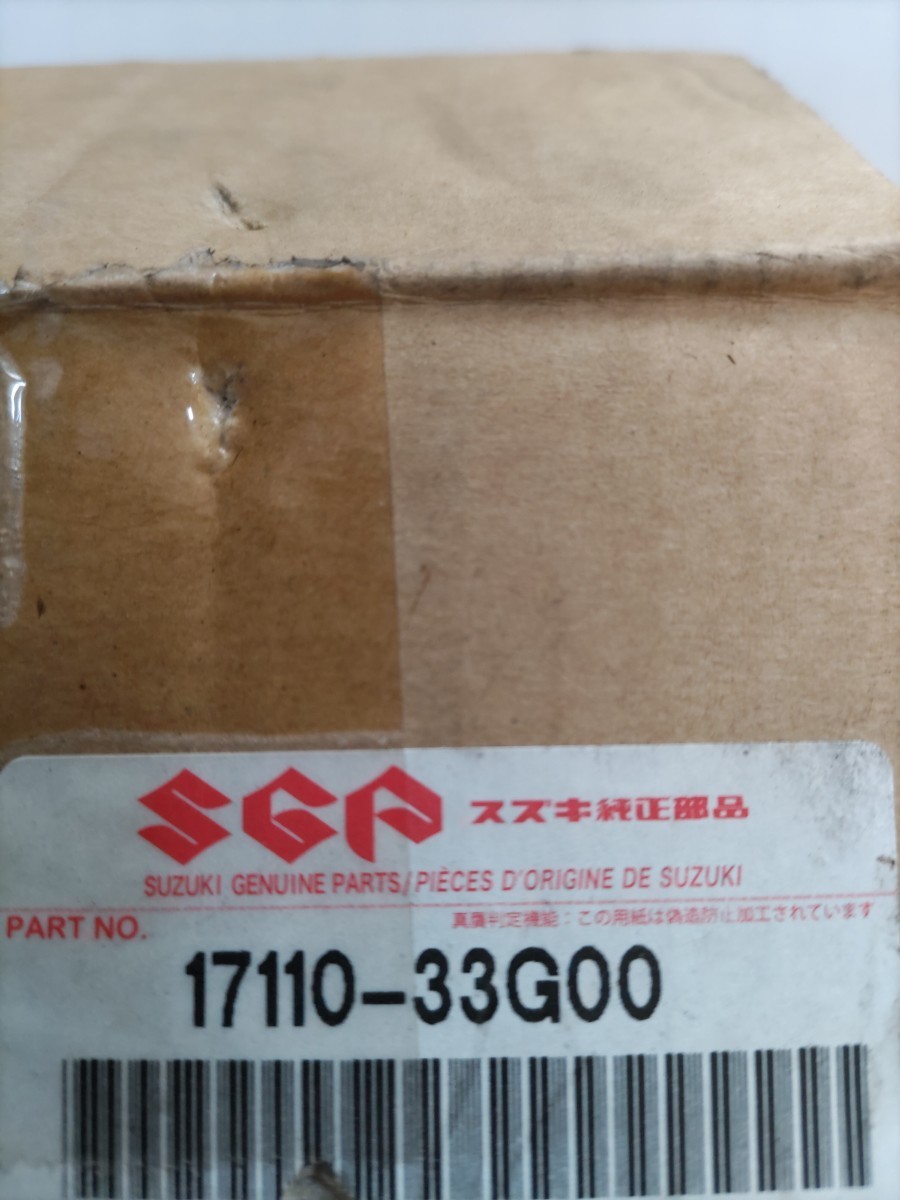 SGP スズキ純正部品
SUZUKI GENUINE PARTS/PIÈCES D'ORIGINE DE SUZUKI
PART NO. 真贋判定機能：この用紙は偽造防止加工されています
17110-33G00